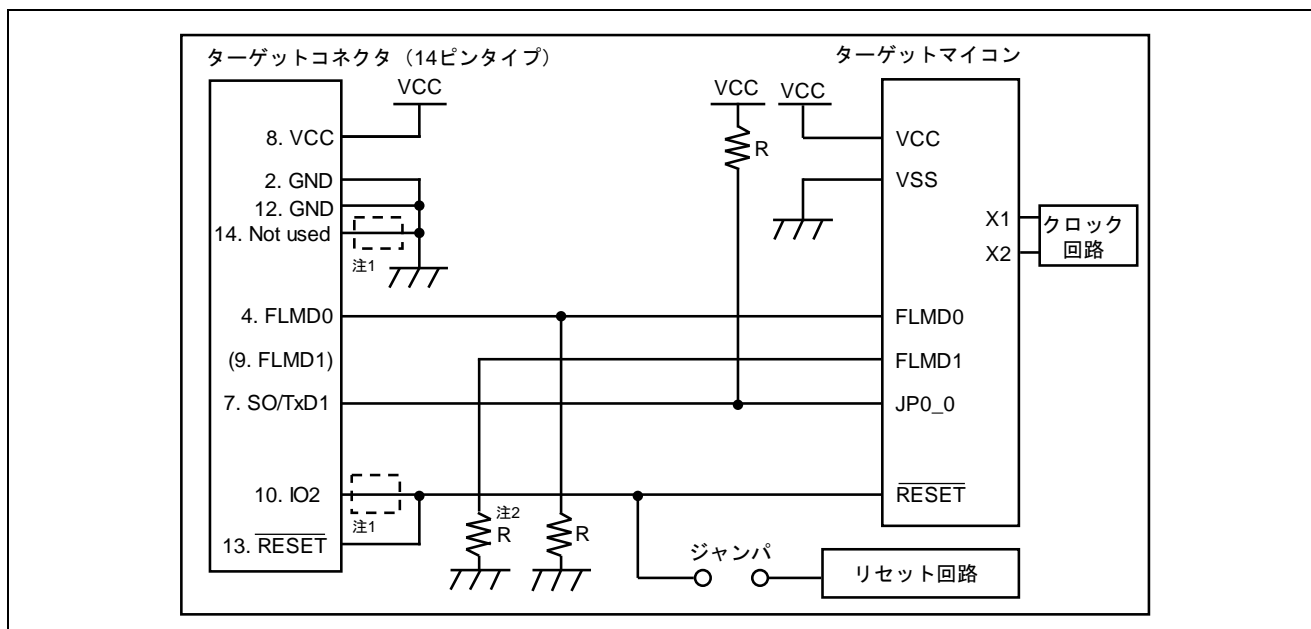 ターゲットコネクタ（14ピンタイプ）
ターゲットマイコン
VCC
VCC
VCC
8. VCC
R
VCC
2. GND
VSS
12. GND
14. Not used
注1
X1
X2
クロック
回路
4. FLMD0
FLMD0
(9. FLMD1)
FLMD1
7. SO/TxD1
JP0_0
10. IO2
RESET
注1
注2
R
R
13. RESET
ジャンパ
リセット回路